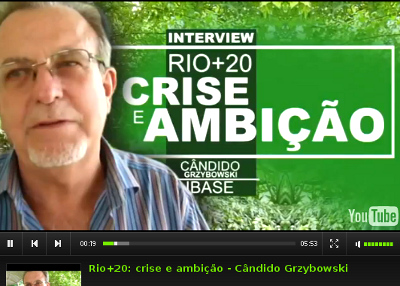 INTERVIEW
RIO+20
CRISE
E
AMBIÇÃO
CÂNDIDO
GRZYBOWSKI
IBASE
YouTube
00:19
05:53
Rio+20: crise e ambição - Cândido Grzybowski